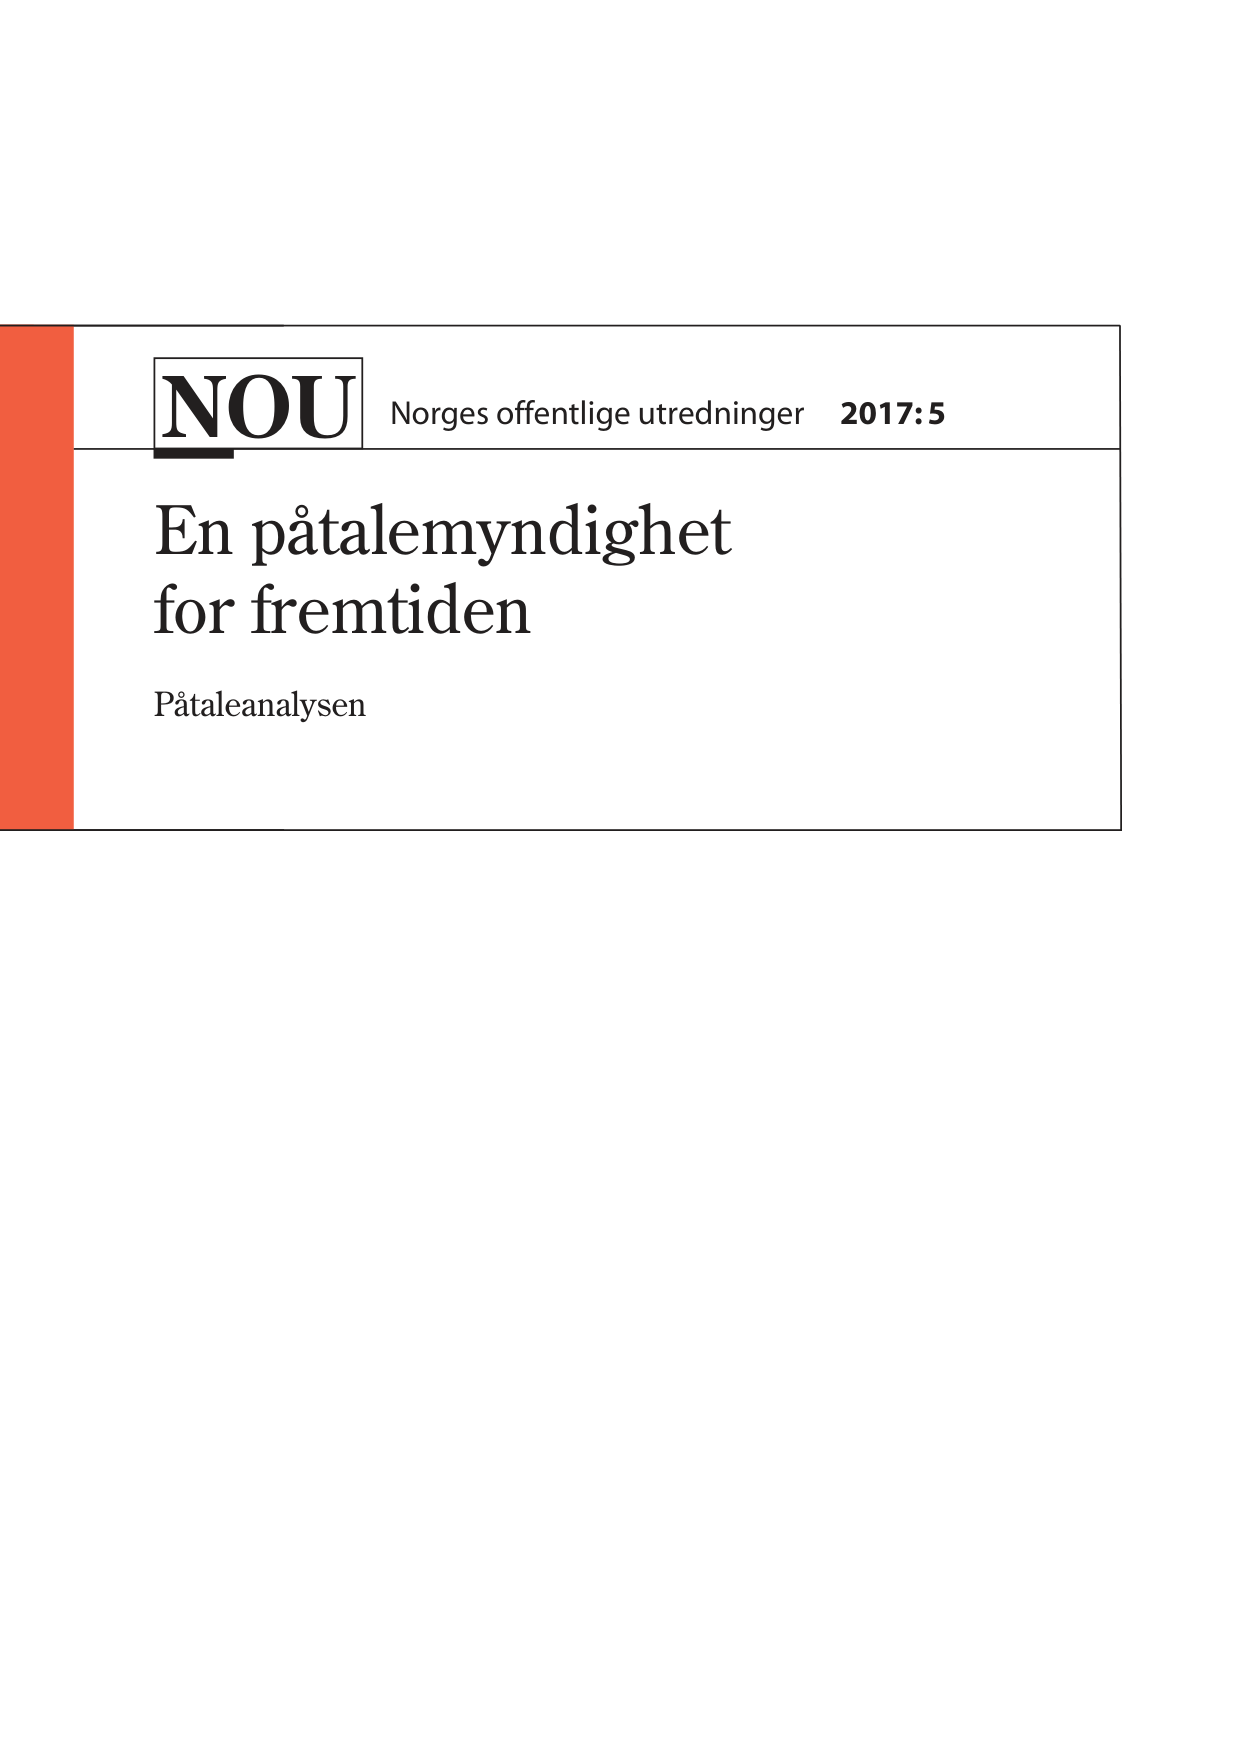 NOU Norges offentlige utredninger 2017: 5
En påtalemyndighet
for fremtiden
Påtaleanalysen